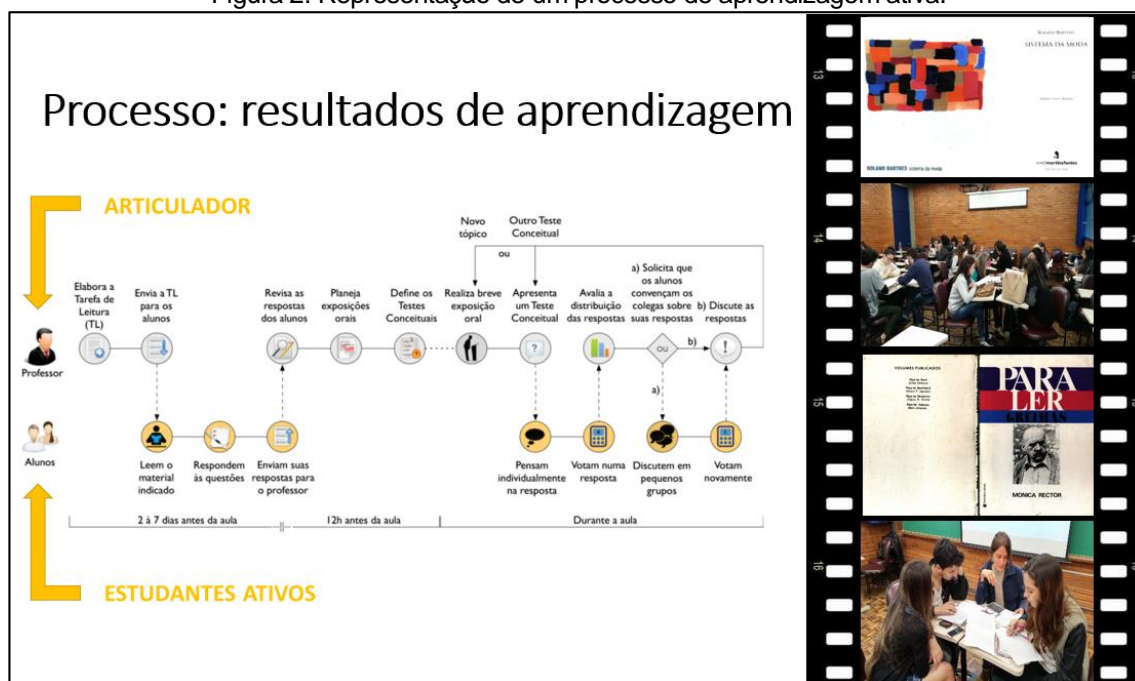 Figura 2. Representação de um processo de aprendizagem ativa.
Processo: resultados de aprendizagem
ARTICULADOR
Novo
tópico
Outro Teste
Conceitual
ou
Elabora a
Tarefa de
Leitura
(TL)
Envia a TL
para os
alunos
Revisa as
respostas
dos alunos
Planeja
exposições
orais
Define os
Testes
Conceituais
Realiza breve
exposição
oral
Apresenta
um Teste
Conceitual
Avalia a
distribuição
das respostas
a) Solicita que
os alunos
convençam os
colegas sobre
suas respostas
b) Discute as
respostas
Professor
ou
b)
a)
Alunos
Leem o
material
indicado
Respondem
às questões
Enviam suas
respostas para
o professor
Pensam
individualmente
na resposta
Votam numa
resposta
Discutem em
pequenos
grupos
Votam
novamente
2 à 7 dias antes da aula
12h antes da aula
Durante a aula
ESTUDANTES ATIVOS
13
ROLAND BARTHES
SISTEMA DA MODA
ROLAND BARTHES sistema da moda
14
15
VOLUMES PUBLICADOS
PARA
LER
GREIMAS
MONICA RECTOR
16